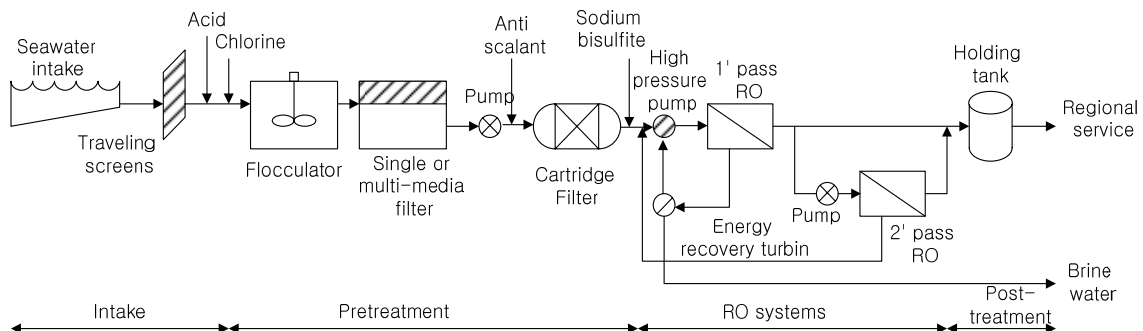 Acid
Chlorine
Seawater
intake
Traveling
screens
Flocculator
Single or
multi-media
filter
Pump
Anti
scalant
Cartridge
Filter
Sodium
bisulfite
High
pressure
pump
1' pass
RO
Energy
recovery turbin
Pump
2' pass
RO
Holding
tank
Regional
service
Brine
water
Intake
Pretreatment
RO systems
Post-
treatment